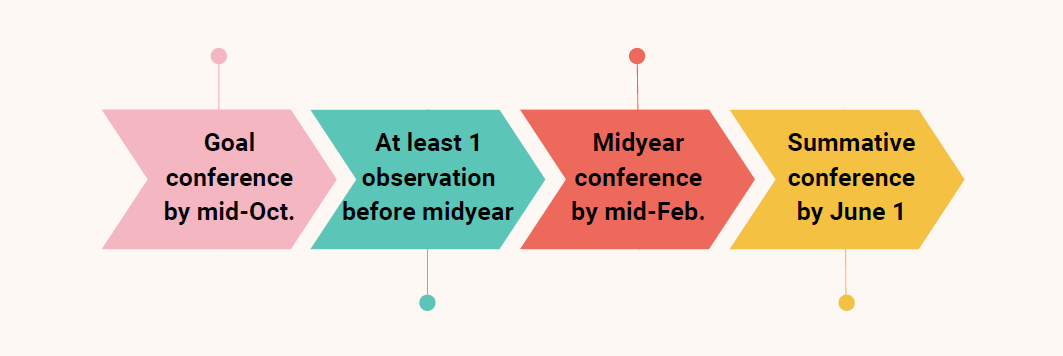 Goal
conference
by mid-Oct.
At least 1
observation
before midyear
Midyear
conference
by mid-Feb.
Summative
conference
by June 1